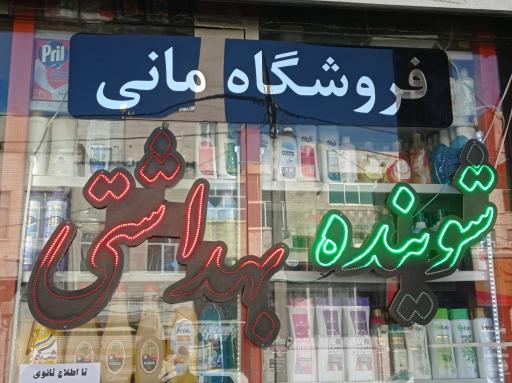 فروشگاه مانی
شوینده بهداشتی
Pril
تا اطلاع ثانوی